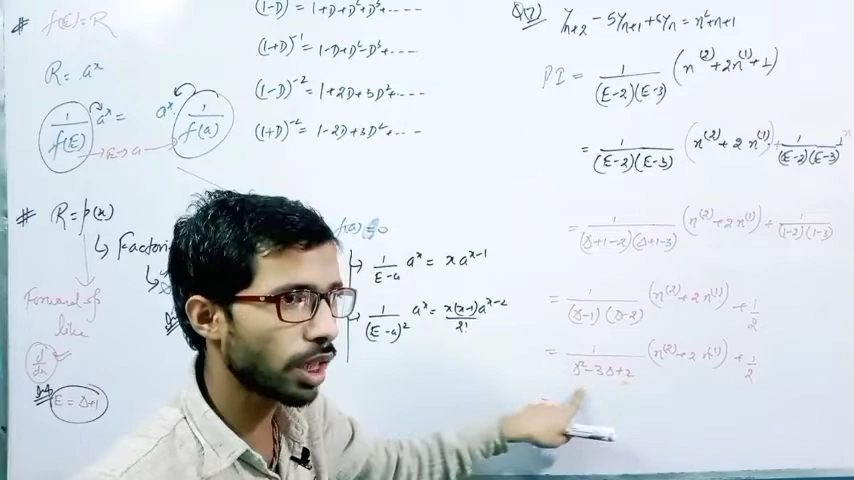 # f(E) = R
R = a^x
1/f(E) a^x = a^x 1/f(a)
E→a
# R = p(x)
↳ Factori
Forward
like
d/dx
E = Δ+1
(1-D) = 1+D+D²+D³+----
(1+D)^-1 = 1-D+D²-D³+----
(1-D)^-2 = 1+2D+3D²+----
(1+D)^-2 = 1-2D+3D²+----
f(a) = 0
↳ 1/(E-a) a^x = x a^(x-1)
↳ 1/(E-a)² a^x = x(x-1)a^(x-2)/2!
Q(7) y_(n+2) - 5y_(n+1) + 6y_n = n²+n+1
PI = 1/((E-2)(E-3)) (n^(2) + 2n^(1) + 1)
= 1/((E-2)(E-3)) (n^(2) + 2n^(1)) + 1/((E-2)(E-3)) 1^n
= 1/((Δ+1-2)(Δ+1-3)) (n^(2) + 2n^(1)) + 1/((1-2)(1-3))
= 1/((Δ-1)(Δ-2)) (n^(2) + 2n^(1)) + 1/2
= 1/(Δ²-3Δ+2) (n^(2) + 2n^(1)) + 1/2
=